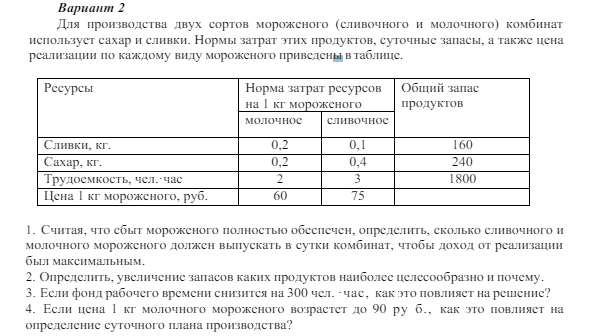 Вариант 2
Для производства двух сортов мороженого (сливочного и молочного) комбинат
использует сахар и сливки. Нормы затрат этих продуктов, суточные запасы, а также цена
реализации по каждому виду мороженого приведены в таблице.
Ресурсы Норма затрат ресурсов Общий запас
на 1 кг мороженого продуктов
молочное сливочное
Сливки, кг. 0,2 0,1 160
Сахар, кг. 0,2 0,4 240
Трудоемкость, чел.·час 2 3 1800
Цена 1 кг мороженого, руб. 60 75
1. Считая, что сбыт мороженого полностью обеспечен, определить, сколько сливочного и
молочного мороженого должен выпускать в сутки комбинат, чтобы доход от реализации
был максимальным.
2. Определить, увеличение запасов каких продуктов наиболее целесообразно и почему.
3. Если фонд рабочего времени снизится на 300 чел. ·час, как это повлияет на решение?
4. Если цена 1 кг молочного мороженого возрастет до 90 ру б., как это повлияет на
определение суточного плана производства?